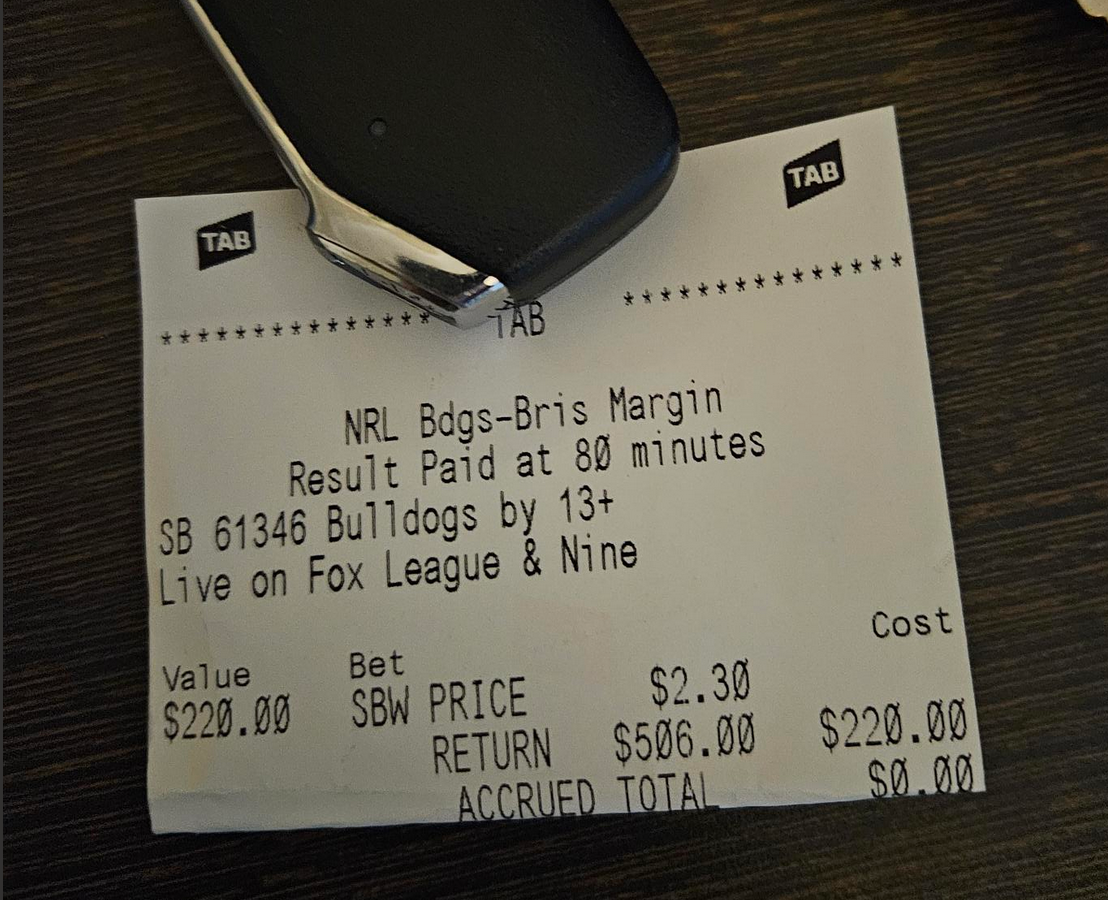 TAB TAB
************** TAB ***************
NRL Bdgs-Bris Margin
Result Paid at 80 minutes
SB 61346 Bulldogs by 13+
Live on Fox League & Nine
Cost
Value Bet
$220.00 SBW PRICE $2.30
RETURN $506.00 $220.00
ACCRUED TOTAL $0.00